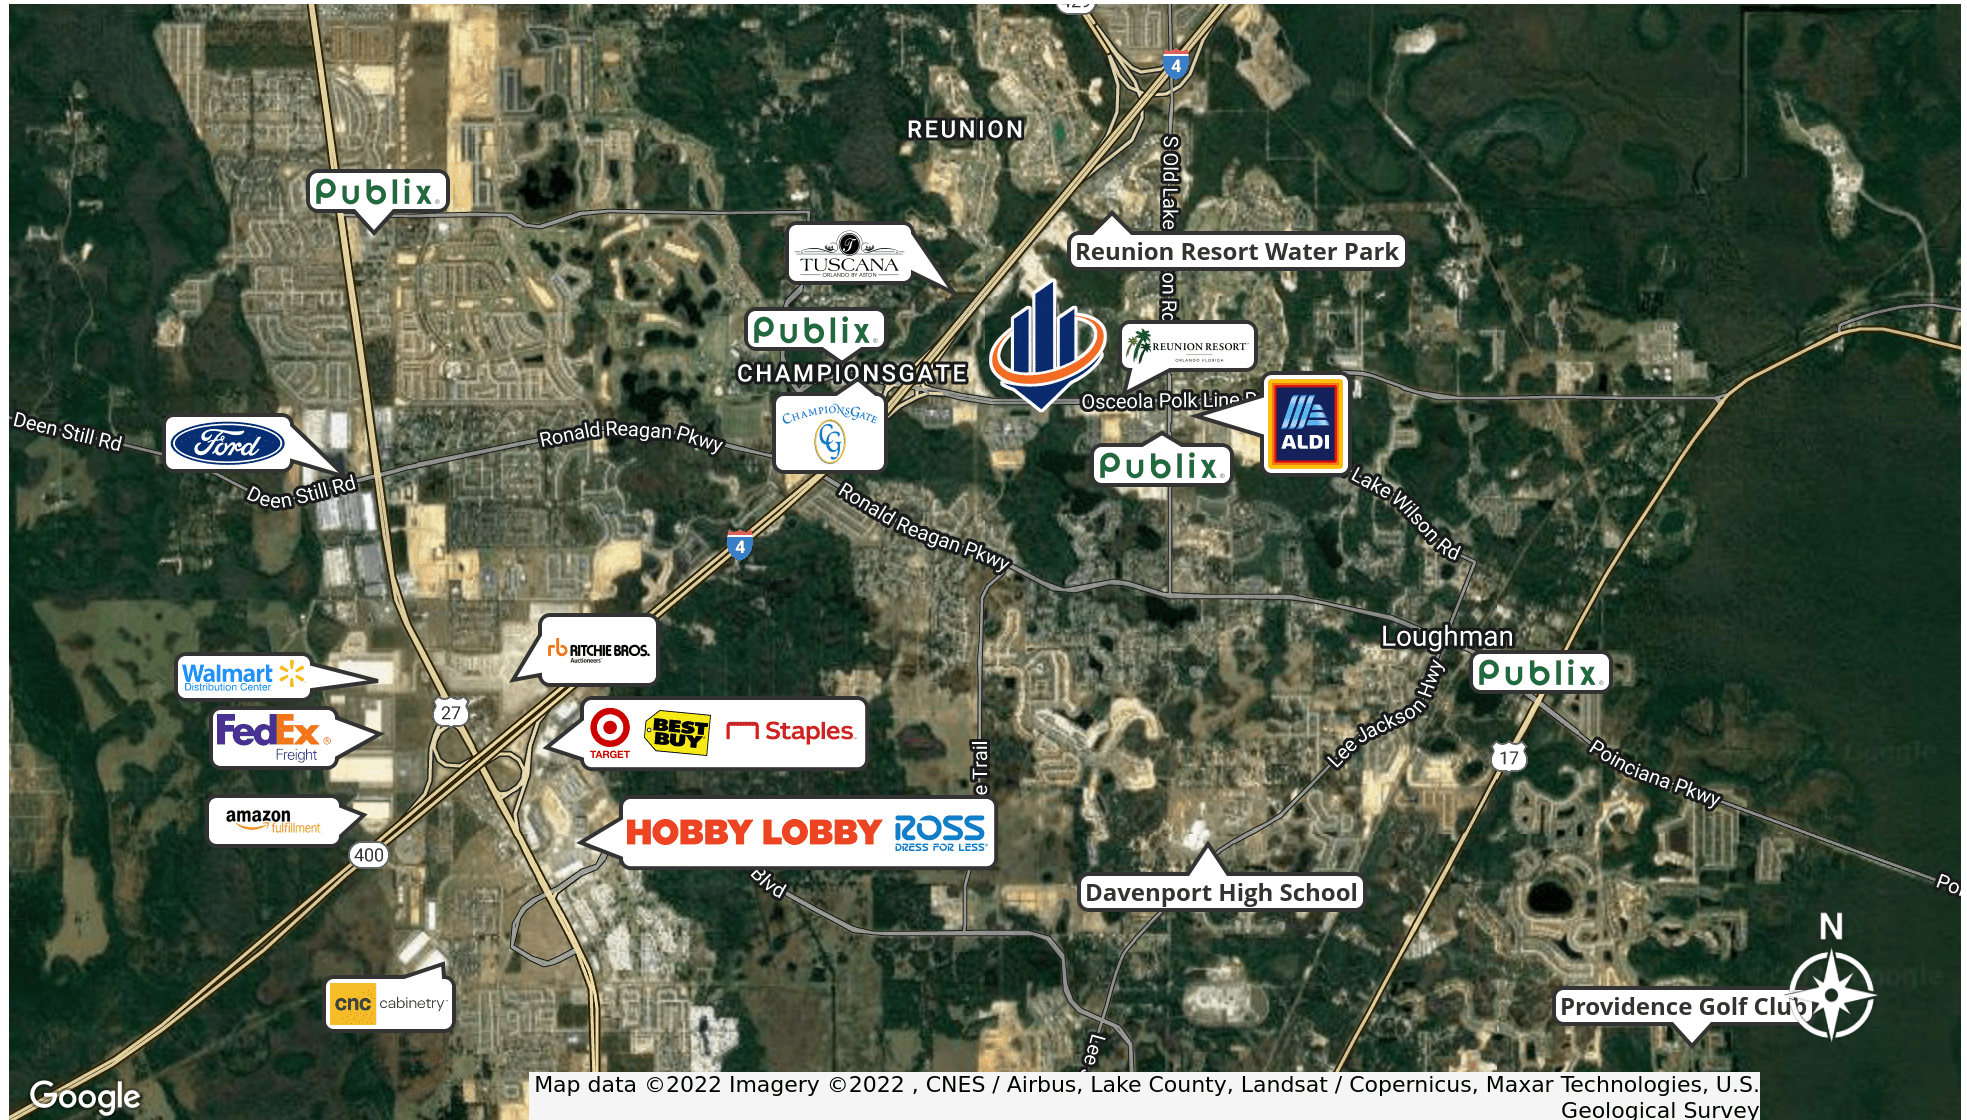 429
4
REUNION
S Old Lake
Publix
Reunion Resort Water Park
T
TUSCANA
ORLANDO BY ASTON
on Rd
Publix
REUNION RESORT
ORLANDO FLORIDA
CHAMPIONSGATE
Osceola Polk Line R
CHAMPIONSGATE
CG
ALDI
Deen Still Rd
Ford
Ronald Reagan Pkwy
Publix
Deen Still Rd
Lake Wilson Rd
Ronald Reagan Pkwy
4
Loughman
rb RITCHIE BROS.
Auctioneers
Walmart
Distribution Center
Publix
27
FedEx
Freight
TARGET
BEST
BUY
Staples
Lee Jackson Hwy
17
e Trail
Poinciana Pkwy
amazon
fulfillment
HOBBY LOBBY
ROSS
DRESS FOR LESS
400
Blvd
Davenport High School
Poi
N
cnc cabinetry
Providence Golf Club
Lee
Google
Map data ©2022 Imagery ©2022 , CNES / Airbus, Lake County, Landsat / Copernicus, Maxar Technologies, U.S.
Geological Survey